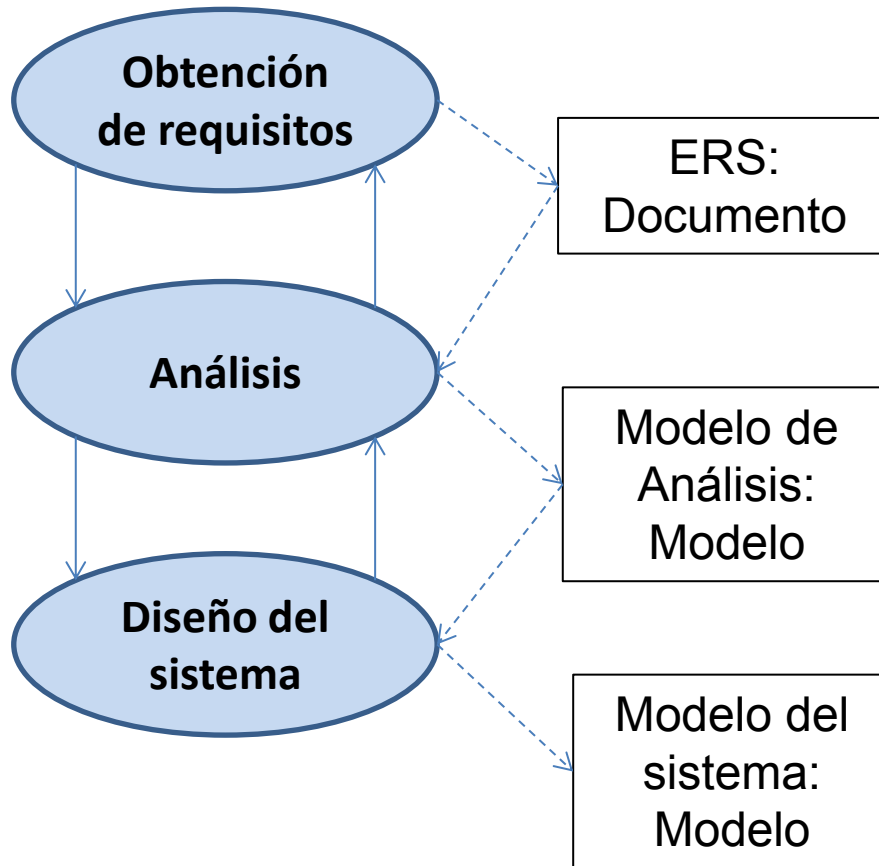 Obtención
de requisitos
ERS:
Documento
Análisis
Modelo de
Análisis:
Modelo
Diseño del
sistema
Modelo del
sistema:
Modelo